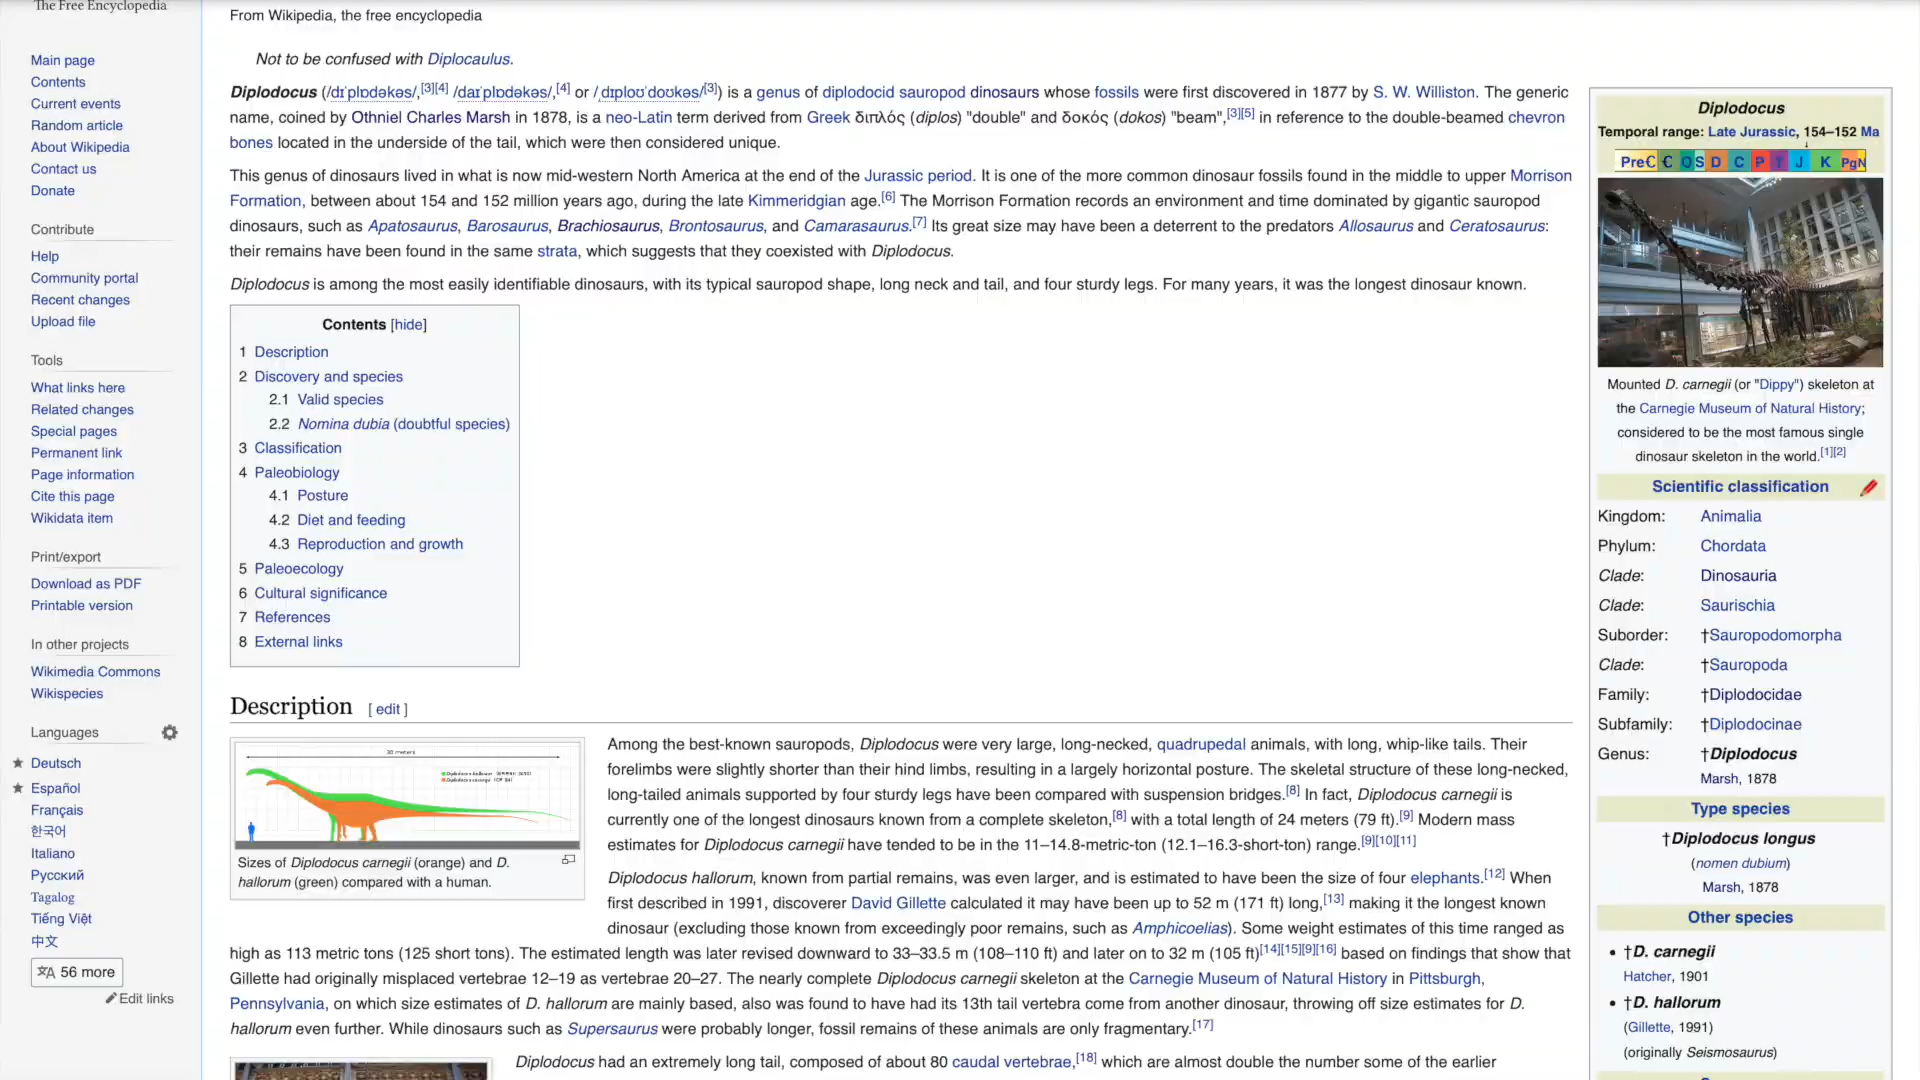 The Free Encyclopedia
Main page
Contents
Current events
Random article
About Wikipedia
Contact us
Donate
Contribute
Help
Community portal
Recent changes
Upload file
Tools
What links here
Related changes
Special pages
Permanent link
Page information
Cite this page
Wikidata item
Print/export
Download as PDF
Printable version
In other projects
Wikimedia Commons
Wikispecies
Languages
Deutsch
Español
Français
한국어
Italiano
Русский
Tagalog
Tiếng Việt
中文
56 more
Edit links
From Wikipedia, the free encyclopedia
Not to be confused with Diplocaulus.
Diplodocus (/dɪˈplɒdəkəs/,[3][4] /daɪˈplɒdəkəs/,[4] or /ˌdɪploʊˈdoʊkəs/[3]) is a genus of diplodocid sauropod dinosaurs whose fossils were first discovered in 1877 by S. W. Williston. The generic
name, coined by Othniel Charles Marsh in 1878, is a neo-Latin term derived from Greek διπλός (diplos) "double" and δοκός (dokos) "beam",[3][5] in reference to the double-beamed chevron
bones located in the underside of the tail, which were then considered unique.
This genus of dinosaurs lived in what is now mid-western North America at the end of the Jurassic period. It is one of the more common dinosaur fossils found in the middle to upper Morrison
Formation, between about 154 and 152 million years ago, during the late Kimmeridgian age.[6] The Morrison Formation records an environment and time dominated by gigantic sauropod
dinosaurs, such as Apatosaurus, Barosaurus, Brachiosaurus, Brontosaurus, and Camarasaurus.[7] Its great size may have been a deterrent to the predators Allosaurus and Ceratosaurus:
their remains have been found in the same strata, which suggests that they coexisted with Diplodocus.
Diplodocus is among the most easily identifiable dinosaurs, with its typical sauropod shape, long neck and tail, and four sturdy legs. For many years, it was the longest dinosaur known.
Contents [hide]
1 Description
2 Discovery and species
2.1 Valid species
2.2 Nomina dubia (doubtful species)
3 Classification
4 Paleobiology
4.1 Posture
4.2 Diet and feeding
4.3 Reproduction and growth
5 Paleoecology
6 Cultural significance
7 References
8 External links
Description [ edit ]
30 meters
Sizes of Diplodocus carnegii (orange) and D.
hallorum (green) compared with a human.
Among the best-known sauropods, Diplodocus were very large, long-necked, quadrupedal animals, with long, whip-like tails. Their
forelimbs were slightly shorter than their hind limbs, resulting in a largely horizontal posture. The skeletal structure of these long-necked,
long-tailed animals supported by four sturdy legs have been compared with suspension bridges.[8] In fact, Diplodocus carnegii is
currently one of the longest dinosaurs known from a complete skeleton,[8] with a total length of 24 meters (79 ft).[9] Modern mass
estimates for Diplodocus carnegii have tended to be in the 11–14.8-metric-ton (12.1–16.3-short-ton) range.[9][10][11]
Diplodocus hallorum, known from partial remains, was even larger, and is estimated to have been the size of four elephants.[12] When
first described in 1991, discoverer David Gillette calculated it may have been up to 52 m (171 ft) long,[13] making it the longest known
dinosaur (excluding those known from exceedingly poor remains, such as Amphicoelias). Some weight estimates of this time ranged as
high as 113 metric tons (125 short tons). The estimated length was later revised downward to 33–33.5 m (108–110 ft) and later on to 32 m (105 ft)[14][15][9][16] based on findings that show that
Gillette had originally misplaced vertebrae 12–19 as vertebrae 20–27. The nearly complete Diplodocus carnegii skeleton at the Carnegie Museum of Natural History in Pittsburgh,
Pennsylvania, on which size estimates of D. hallorum are mainly based, also was found to have had its 13th tail vertebra come from another dinosaur, throwing off size estimates for D.
hallorum even further. While dinosaurs such as Supersaurus were probably longer, fossil remains of these animals are only fragmentary.[17]
Diplodocus had an extremely long tail, composed of about 80 caudal vertebrae,[18] which are almost double the number some of the earlier
Diplodocus
Temporal range: Late Jurassic, 154–152 Ma
PreꞒ Ꞓ O S D C P T J K PgN
Mounted D. carnegii (or "Dippy") skeleton at
the Carnegie Museum of Natural History;
considered to be the most famous single
dinosaur skeleton in the world.[1][2]
Scientific classification
Kingdom: Animalia
Phylum: Chordata
Clade: Dinosauria
Clade: Saurischia
Suborder: †Sauropodomorpha
Clade: †Sauropoda
Family: †Diplodocidae
Subfamily: †Diplodocinae
Genus: †Diplodocus
Marsh, 1878
Type species
†Diplodocus longus
(nomen dubium)
Marsh, 1878
Other species
• †D. carnegii
Hatcher, 1901
• †D. hallorum
(Gillette, 1991)
(originally Seismosaurus)